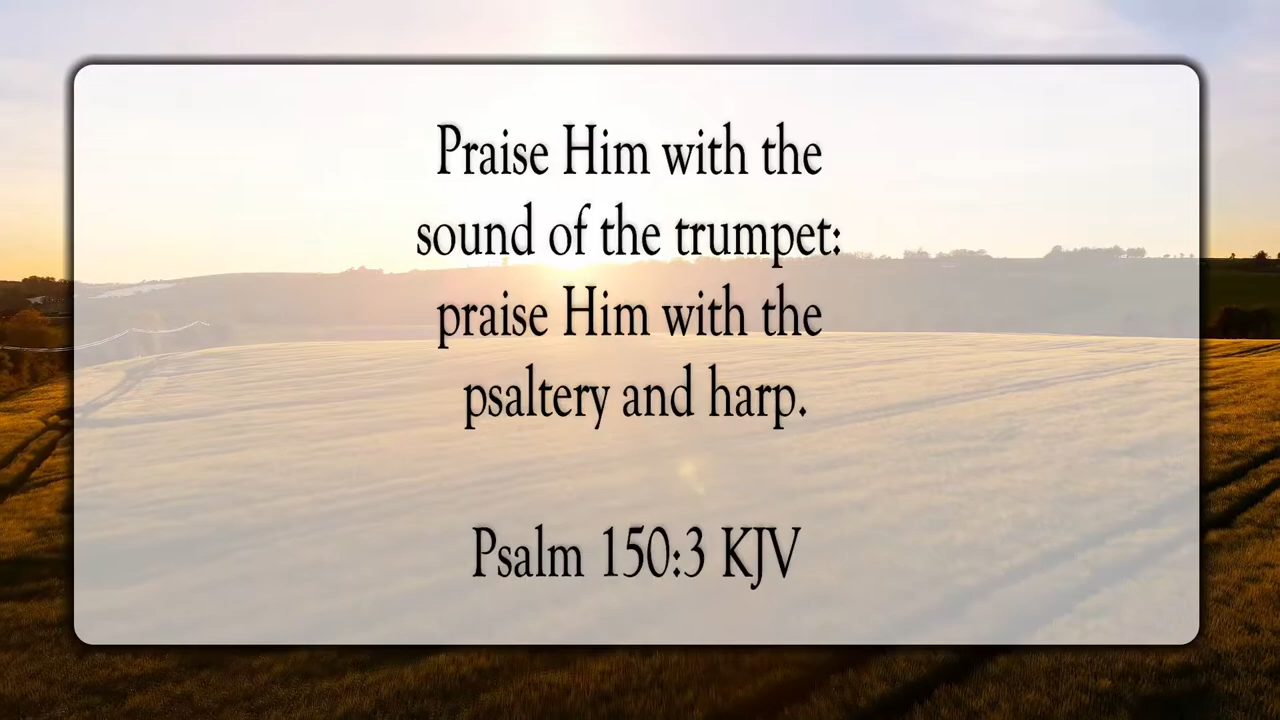 Praise Him with the
sound of the trumpet:
praise Him with the
psaltery and harp.
Psalm 150:3 KJV